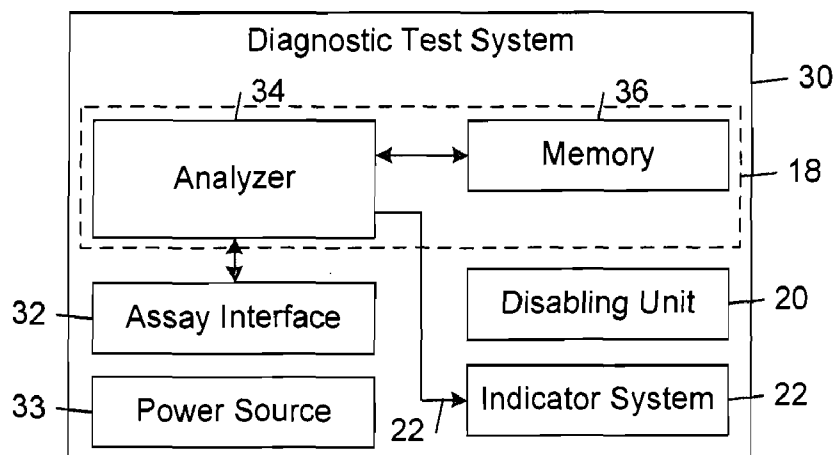 Diagnostic Test System
30
34
36
Analyzer
Memory
18
32
Assay Interface
Disabling Unit
20
33
Power Source
22
Indicator System
22